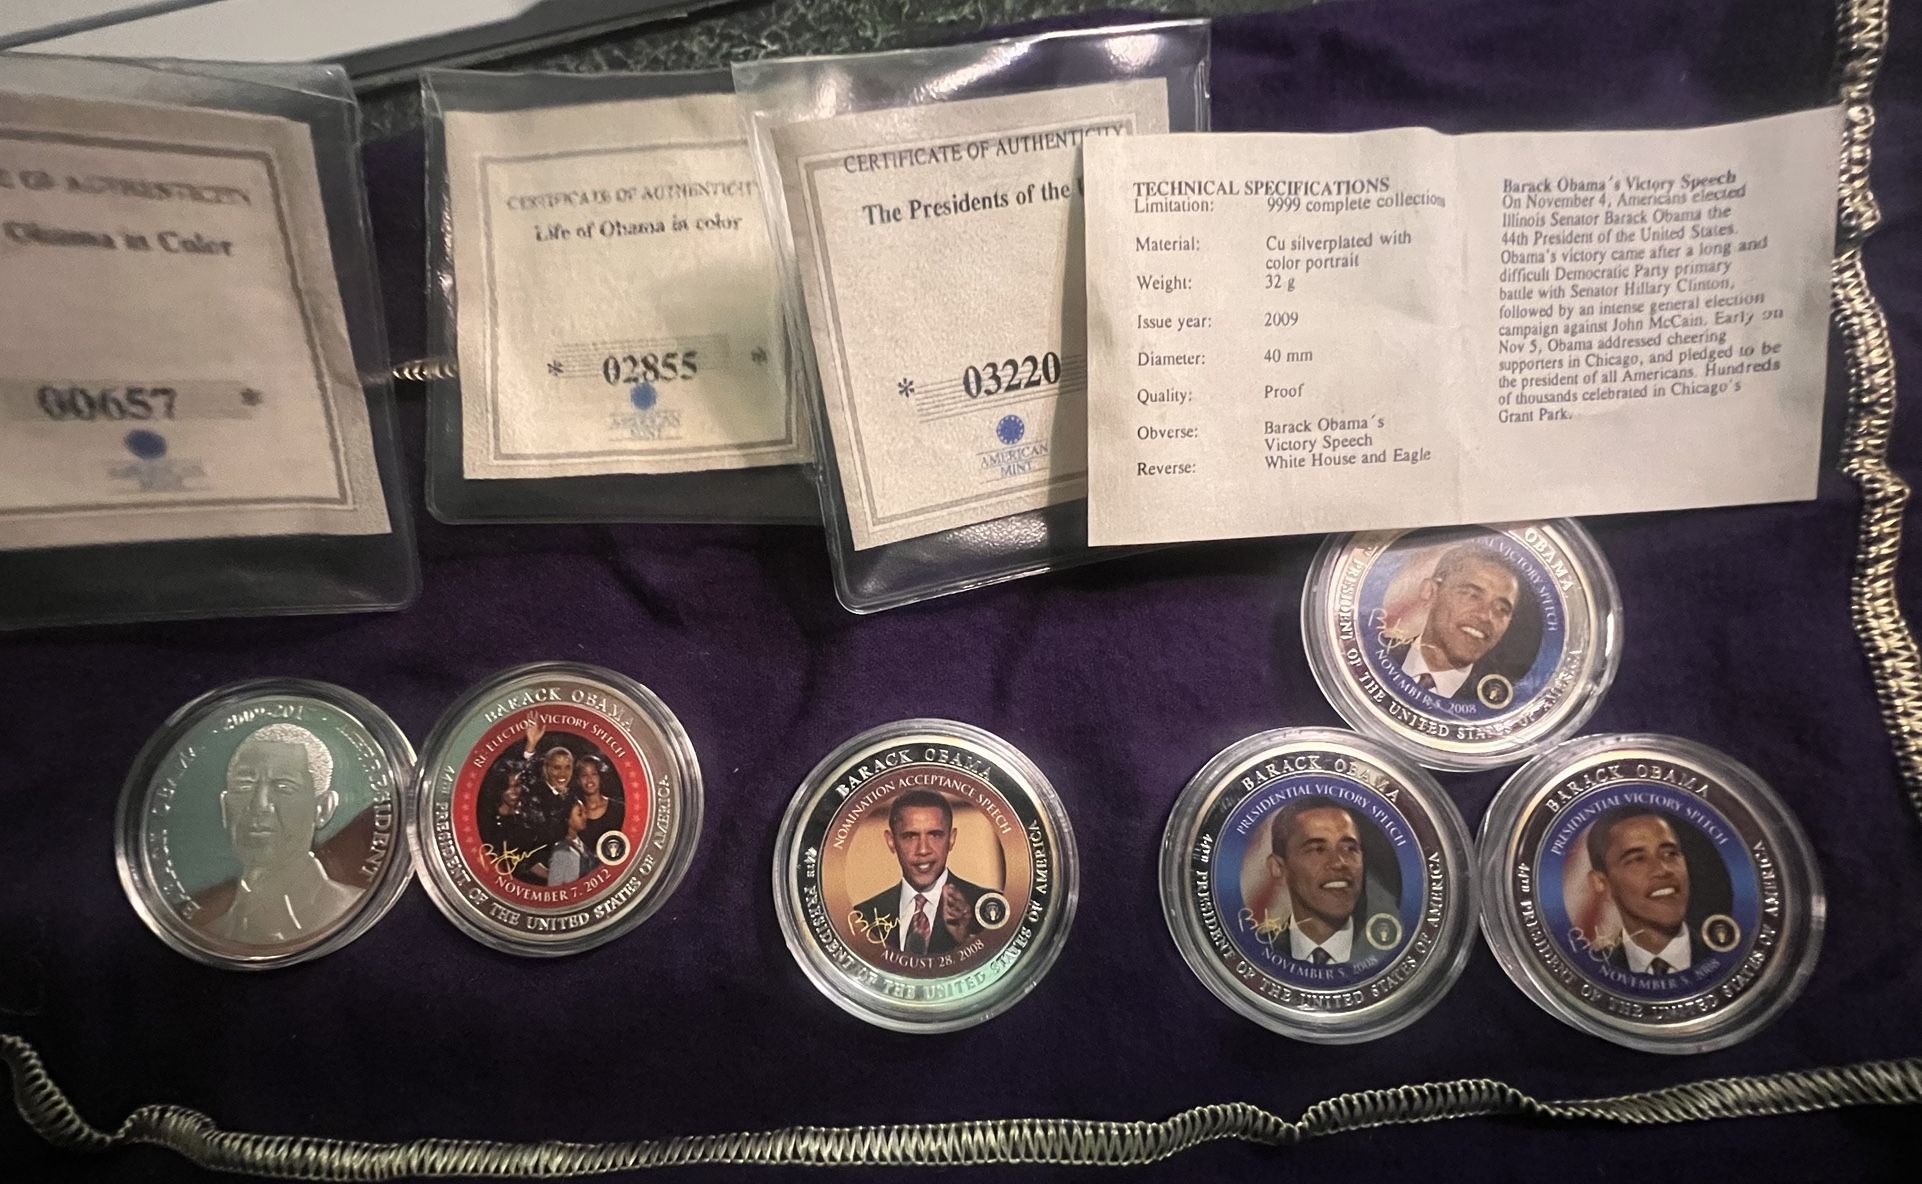 E OF AUTHENTICITY
Obama in Color
00657 *
AMERICAN
MINT
CERTIFICATE OF AUTHENTICITY
Life of Obama in color
* 02855 *
AMERICAN
MINT
CERTIFICATE OF AUTHENTICITY
The Presidents of the
* 03220
AMERICAN
MINT
TECHNICAL SPECIFICATIONS
Limitation: 9999 complete collections
Material: Cu silverplated with
color portrait
Weight: 32 g
Issue year: 2009
Diameter: 40 mm
Quality: Proof
Obverse: Barack Obama´s
Victory Speech
Reverse: White House and Eagle
Barack Obama´s Victory Speech
On November 4, Americans elected
Illinois Senator Barack Obama the
44th President of the United States.
Obama's victory came after a long and
difficult Democratic Party primary
battle with Senator Hillary Clinton,
followed by an intense general election
campaign against John McCain. Early on
Nov 5, Obama addressed cheering
supporters in Chicago, and pledged to be
the president of all Americans. Hundreds
of thousands celebrated in Chicago´s
Grant Park.
OBAMA
PRESIDENT OF THE UNITED STATES OF AMERICA
VICTORY SPEECH
NOVEMBER 5, 2008
OBAMA
PRESIDENT
BARACK OBAMA
44TH PRESIDENT OF THE UNITED STATES OF AMERICA
RE-ELECTION VICTORY SPEECH
NOVEMBER 7, 2012
BARACK OBAMA
44TH PRESIDENT OF THE UNITED STATES OF AMERICA
NOMINATION ACCEPTANCE SPEECH
AUGUST 28, 2008
BARACK OBAMA
44TH PRESIDENT OF THE UNITED STATES OF AMERICA
PRESIDENTIAL VICTORY SPEECH
NOVEMBER 5, 2008
BARACK OBAMA
44TH PRESIDENT OF THE UNITED STATES OF AMERICA
PRESIDENTIAL VICTORY SPEECH
NOVEMBER 5, 2008